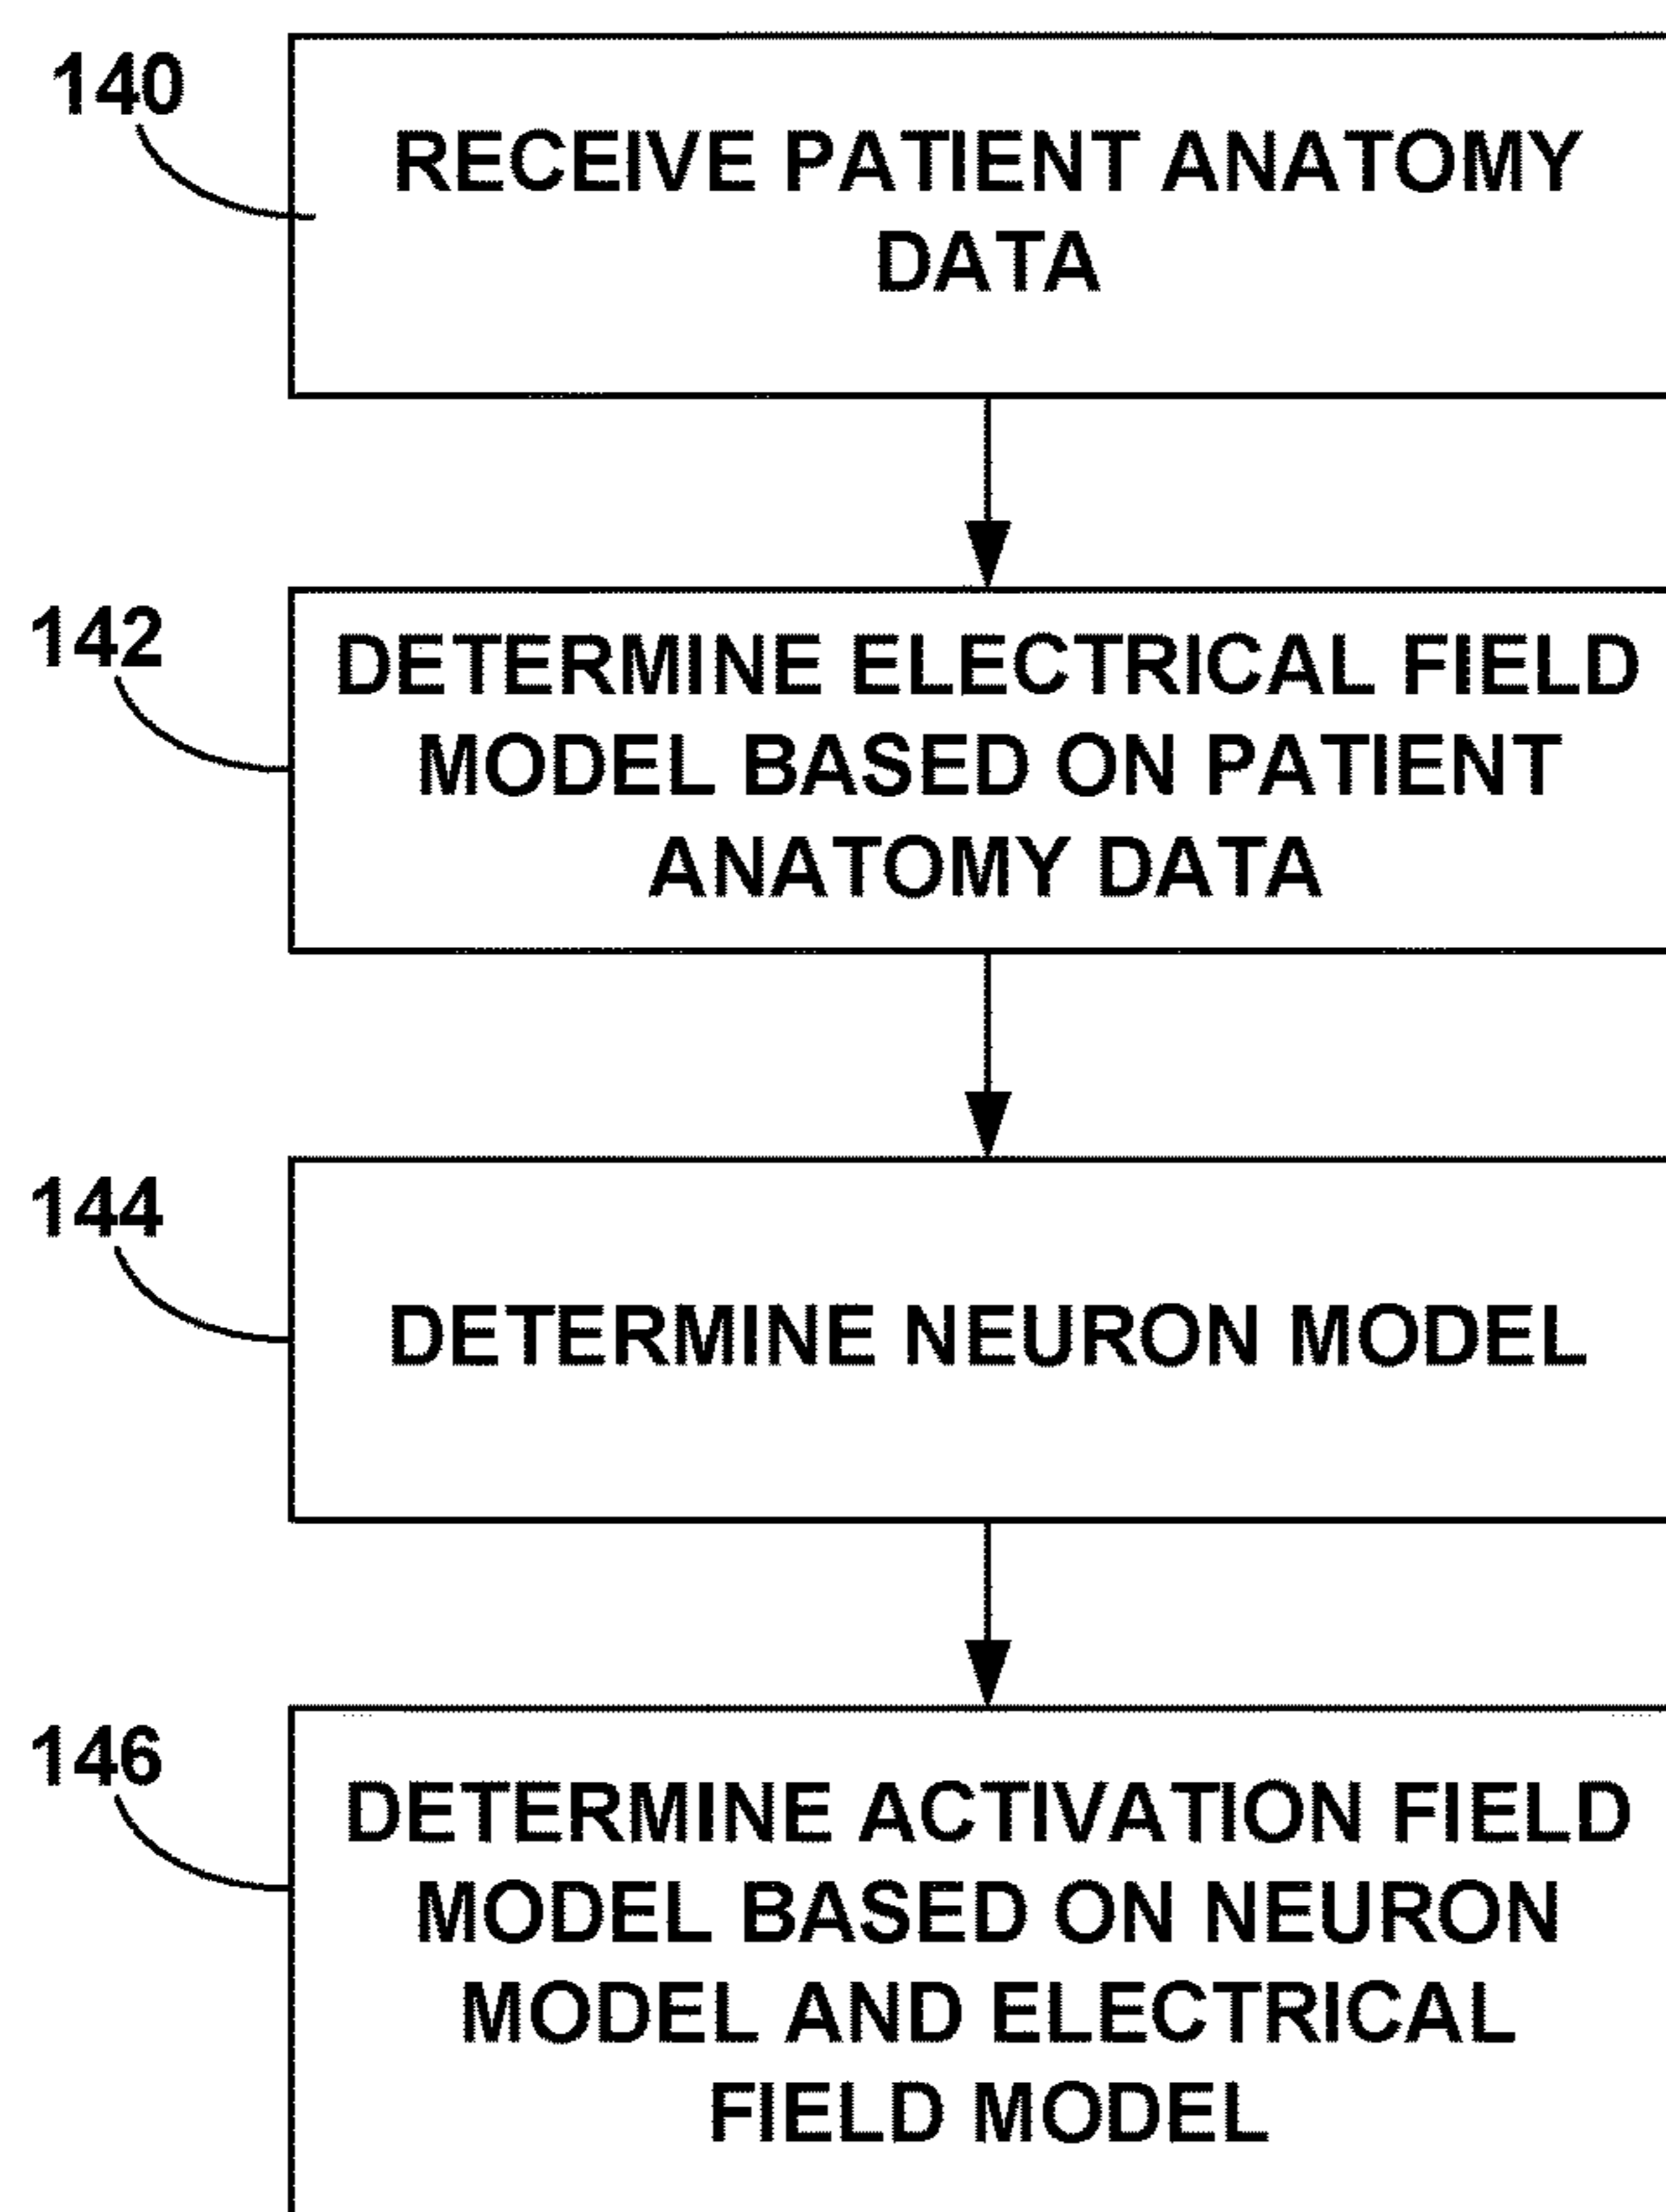 140
RECEIVE PATIENT ANATOMY
DATA
142
DETERMINE ELECTRICAL FIELD
MODEL BASED ON PATIENT
ANATOMY DATA
144
DETERMINE NEURON MODEL
146
DETERMINE ACTIVATION FIELD
MODEL BASED ON NEURON
MODEL AND ELECTRICAL
FIELD MODEL